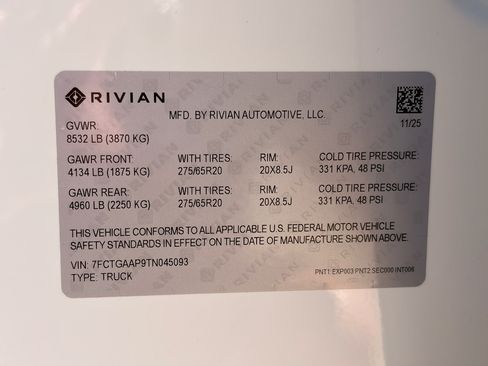 RIVIAN
MFD. BY RIVIAN AUTOMOTIVE, LLC.
11/25
GVWR:
8532 LB (3870 KG)
GAWR FRONT: WITH TIRES: RIM: COLD TIRE PRESSURE:
4134 LB (1875 KG) 275/65R20 20X8.5J 331 KPA, 48 PSI
GAWR REAR: WITH TIRES: RIM: COLD TIRE PRESSURE:
4960 LB (2250 KG) 275/65R20 20X8.5J 331 KPA, 48 PSI
THIS VEHICLE CONFORMS TO ALL APPLICABLE U.S. FEDERAL MOTOR VEHICLE
SAFETY STANDARDS IN EFFECT ON THE DATE OF MANUFACTURE SHOWN ABOVE.
VIN: 7FCTGAAP9TN045093
TYPE: TRUCK
PNT1: EXP003 PNT2:SEC000 INT006